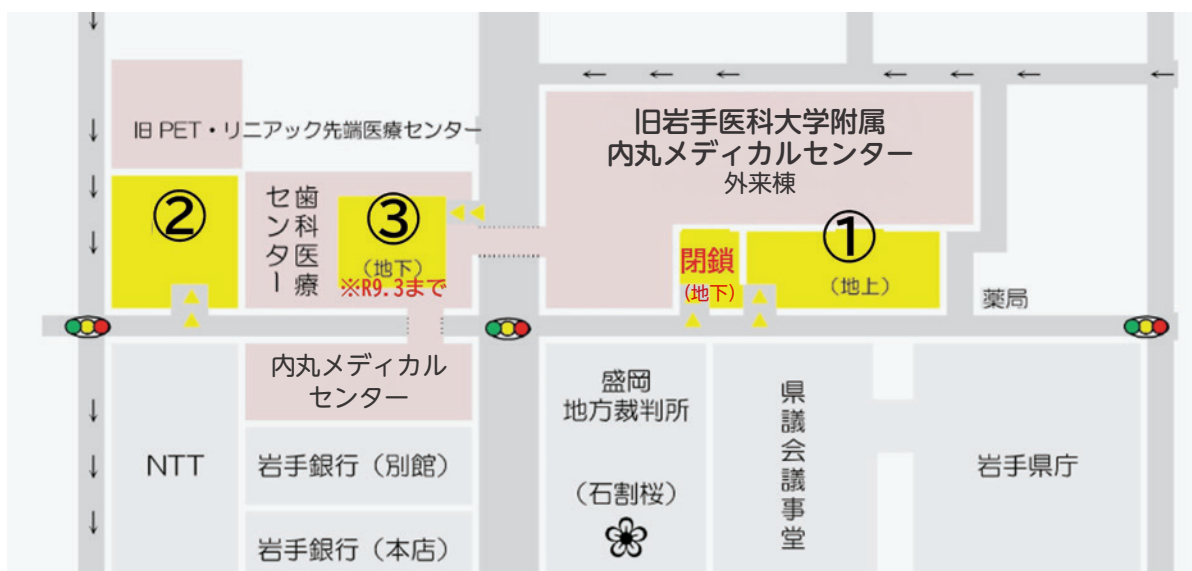 旧岩手医科大学附属
内丸メディカルセンター
外来棟
旧 PET・リニアック先端医療センター
②
歯科医療
センター
③
(地下)
※R9.3まで
閉鎖
(地下)
①
(地上)
薬局
内丸メディカル
センター
盛岡
地方裁判所
(石割桜)
県議会議事堂
岩手県庁
NTT
岩手銀行(別館)
岩手銀行(本店)